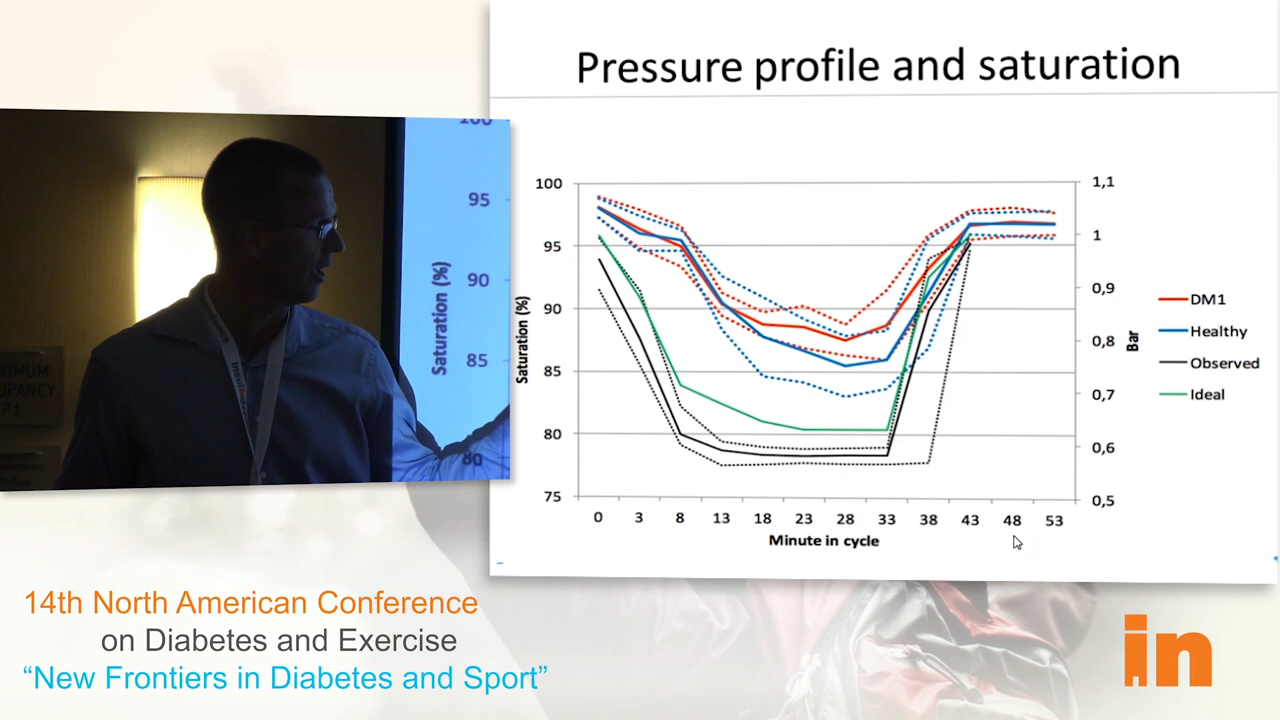 Pressure profile and saturation
100
95
90
85
80
75
Saturation (%)
1,1
1
0,9
0,8
0,7
0,6
0,5
Bar
DM1
Healthy
Observed
Ideal
0 3 8 13 18 23 28 33 38 43 48 53
Minute in cycle
100
95
90
85
80
Saturation (%)
XIMUM
UPANCY
71
14th North American Conference
on Diabetes and Exercise
“New Frontiers in Diabetes and Sport”
in